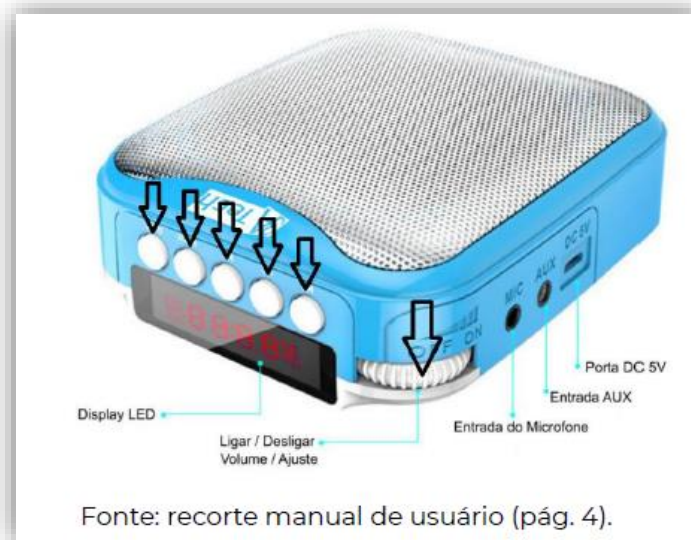 OFF ON
MIC
AUX
DC 5V
Porta DC 5V
Entrada AUX
Entrada do Microfone
Display LED
Ligar / Desligar
Volume / Ajuste
Fonte: recorte manual de usuário (pág. 4).